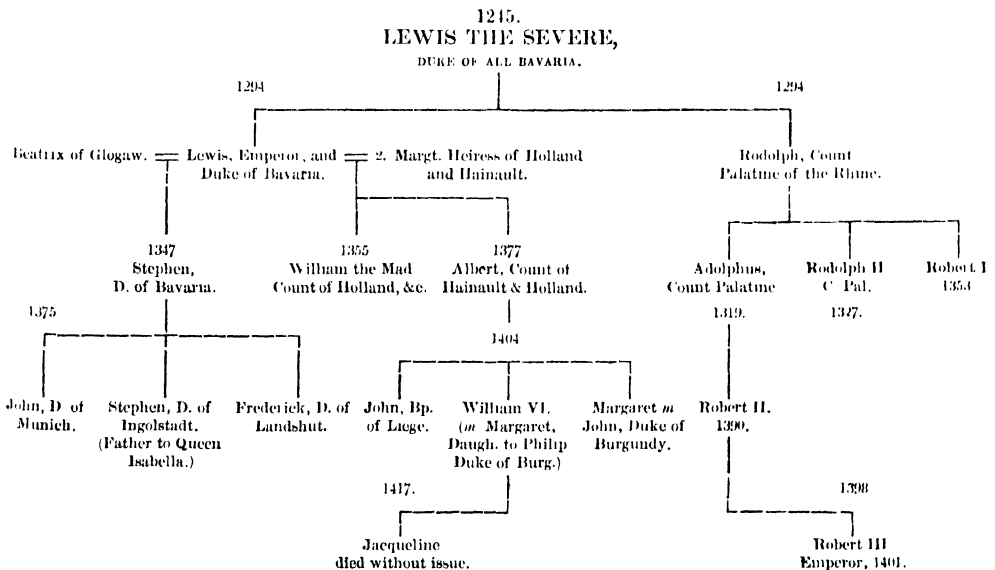 1245.
LEWIS THE SEVERE,
DUKE OF ALL BAVARIA.
1294
1294
Beatrix of Glogaw.
Lewis, Emperor, and
Duke of Bavaria.
2. Margt. Heiress of Holland
and Hainault.
Rodolph, Count
Palatine of the Rhine.
1347
Stephen,
D. of Bavaria.
1355
William the Mad
Count of Holland, &c.
1377
Albert, Count of
Hainault & Holland.
Adolphus,
Count Palatine
1319.
Rodolph II
C Pal.
1327.
Robert I
1353
1375
1404
John, D of
Munich.
Stephen, D. of
Ingolstadt.
(Father to Queen
Isabella.)
Frederick, D. of
Landshut.
John, Bp.
of Liege.
William VI.
(m Margaret,
Daugh. to Philip
Duke of Burg.)
Margaret m
John, Duke of
Burgundy.
Robert II.
1390.
1417.
1398
Jacqueline
died without issue.
Robert III
Emperor, 1401.